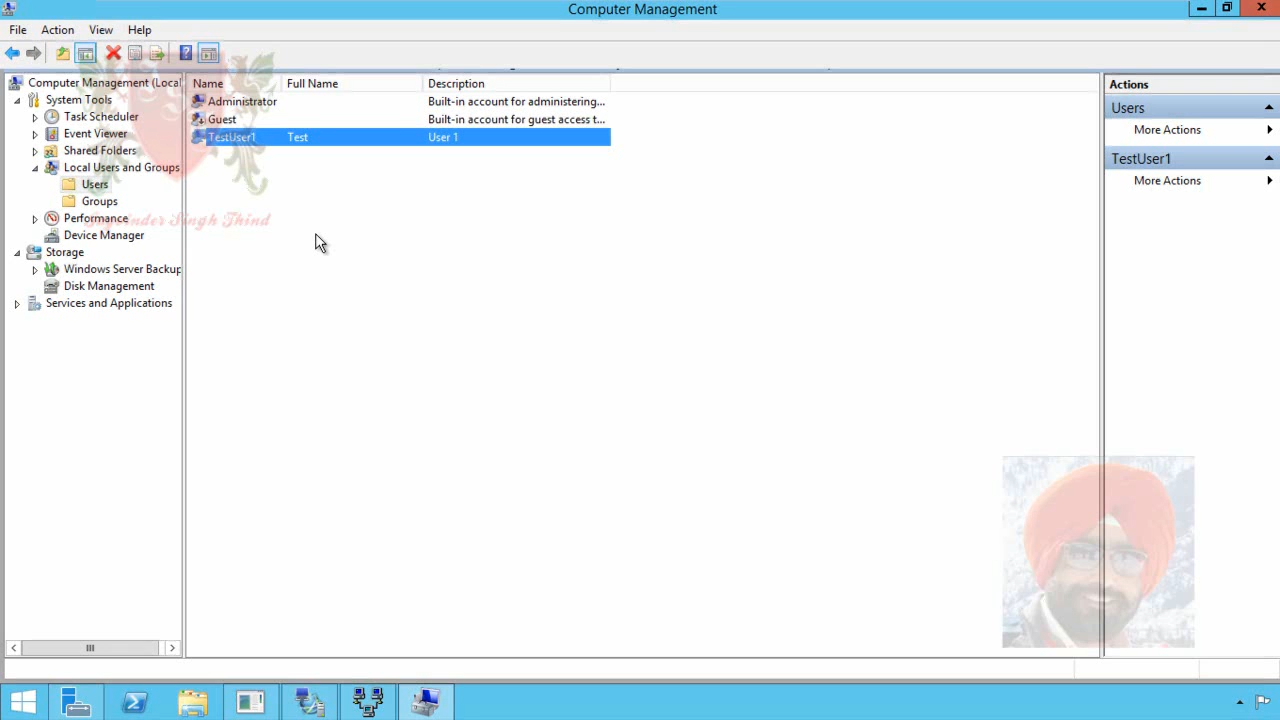 Computer Management
File Action View Help
Computer Management (Local
System Tools
Task Scheduler
Event Viewer
Shared Folders
Local Users and Groups
Users
Groups
Performance
Device Manager
Storage
Windows Server Backup
Disk Management
Services and Applications
Name Full Name Description
Administrator Built-in account for administering...
Guest Built-in account for guest access t...
TestUser1 Test User 1
Singh Thind
Actions
Users
More Actions
TestUser1
More Actions